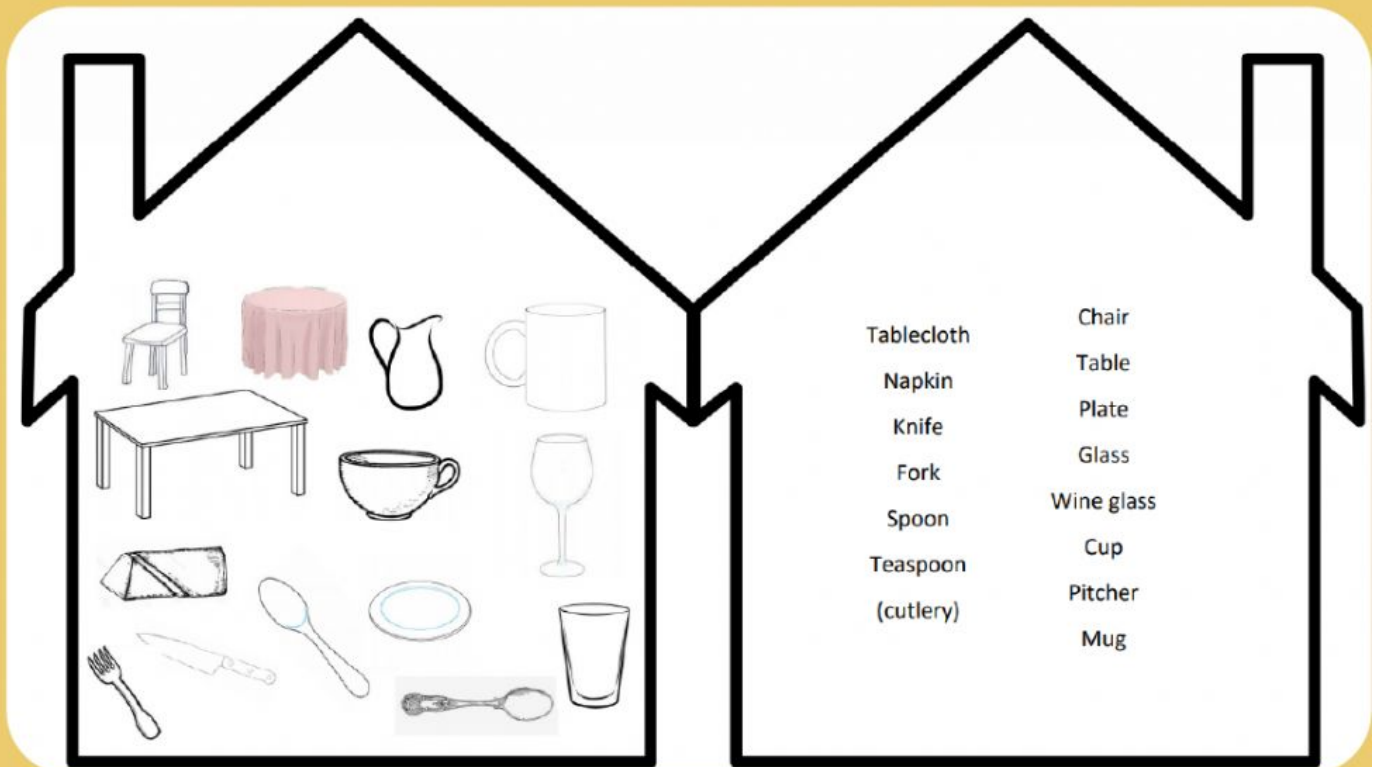 Tablecloth
Napkin
Knife
Fork
Spoon
Teaspoon
(cutlery)
Chair
Table
Plate
Glass
Wine glass
Cup
Pitcher
Mug